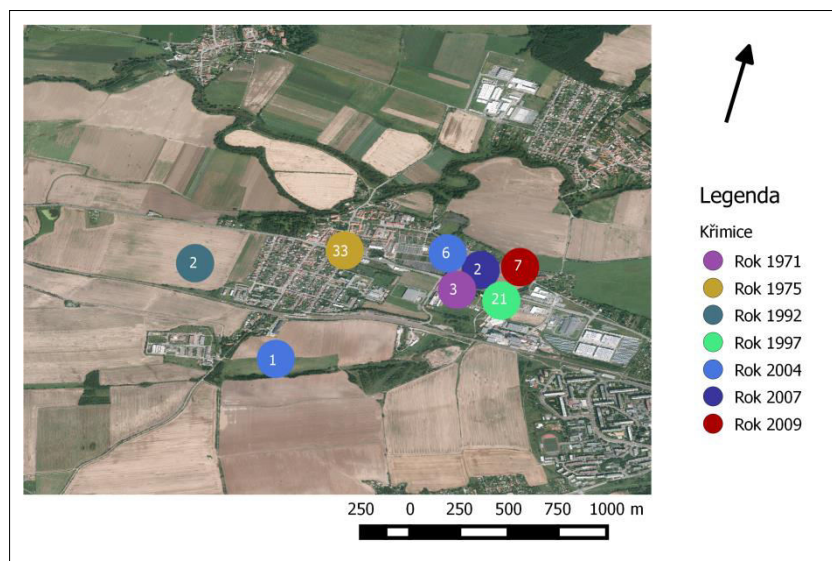 2
33
6
2
7
3
21
1
Legenda
Křimice
Rok 1971
Rok 1975
Rok 1992
Rok 1997
Rok 2004
Rok 2007
Rok 2009
250 0 250 500 750 1000 m